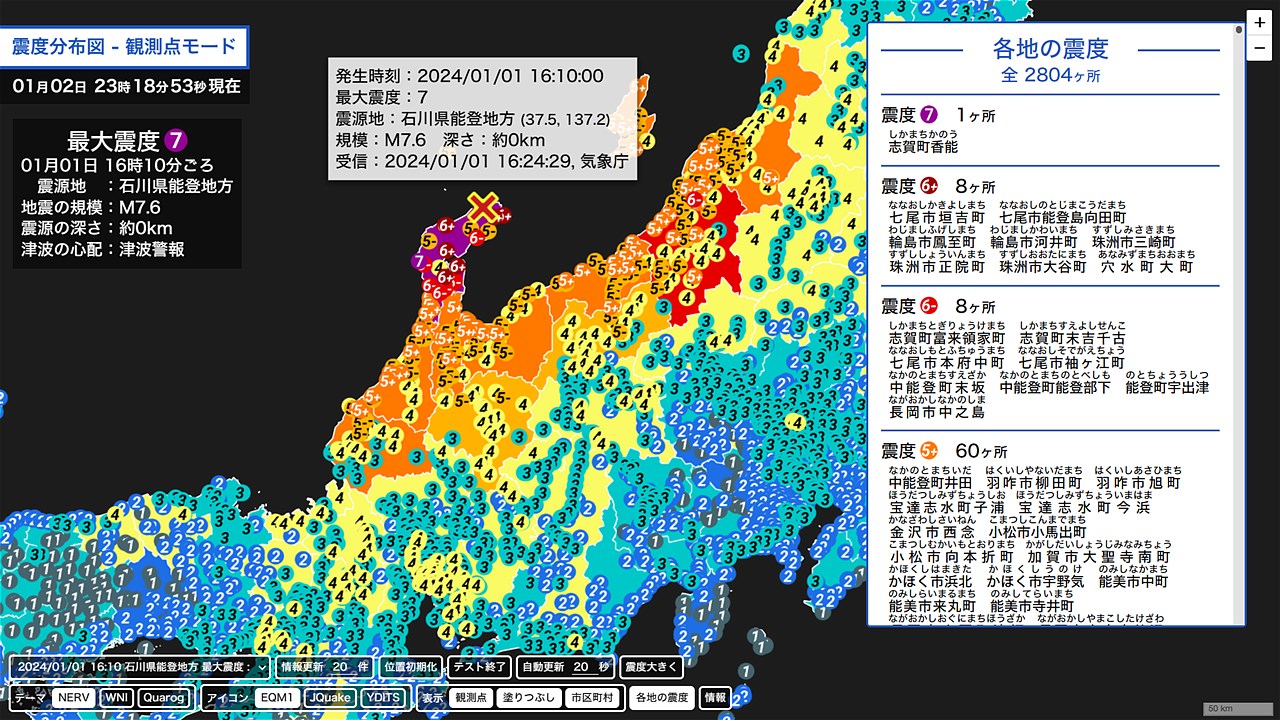 震度分布図 - 観測点モード
01月02日 23時18分53秒現在
最大震度 7
01月01日 16時10分ごろ
震源地 ：石川県能登地方
地震の規模：M7.6
震源の深さ：約0km
津波の心配：津波警報
発生時刻：2024/01/01 16:10:00
最大震度：7
震源地：石川県能登地方 (37.5, 137.2)
規模：M7.6 深さ：約0km
受信：2024/01/01 16:24:29, 気象庁
各地の震度
全 2804ヶ所
震度 7 1ヶ所
しかまちかのう
志賀町香能
震度 6+ 8ヶ所
ななおしかきよしまち ななおしのとじまこうだまち
七尾市垣吉町 七尾市能登島向田町
わじましふげしまち わじましかわいまち すずしみさきまち
輪島市鳳至町 輪島市河井町 珠洲市三崎町
すずししょういんまち すずしおおたにまち あなみずまちおおまち
珠洲市正院町 珠洲市大谷町 穴水町大町
震度 6- 8ヶ所
しかまちとぎりょうけまち しかまちすえよしせんこ
志賀町富来領家町 志賀町末吉千古
ななおしもとふちゅうまち ななおしそでがえちょう
七尾市本府中町 七尾市袖ヶ江町
なかのとまちすえざか なかのとまちのとべしも のとちょううしつ
中能登町末坂 中能登町能登部下 能登町宇出津
ながおかしなかのしま
長岡市中之島
震度 5+ 60ヶ所
なかのとまちいだ はくいしやないだまち はくいしあさひまち
中能登町井田 羽咋市柳田町 羽咋市旭町
ほうだつしみずちょうしお ほうだつしみずちょういまはま
宝達志水町子浦 宝達志水町今浜
かなざわしさいねん こまつしこんまでまち
金沢市西念 小松市小馬出町
こまつしむかいもとおりまち かがしだいしょうじみなみちょう
小松市向本折町 加賀市大聖寺南町
かほくしはまきた かほくしうのけ のみしなかまち
かほく市浜北 かほく市宇野気 能美市中町
のみしらいまるまち のみしてらいまち
能美市来丸町 能美市寺井町
ながおかしおぐにまちほうざか ながおかしやまこしたけざわ
+
−
2024/01/01 16:10 石川県能登地方 最大震度： 情報更新 20 件 位置初期化 テスト終了 自動更新 20 秒 震度大きく
テーマ NERV WNI Quarog アイコン EQM1 JQuake YDITS 表示 観測点 塗りつぶし 市区町村 各地の震度 情報
50 km